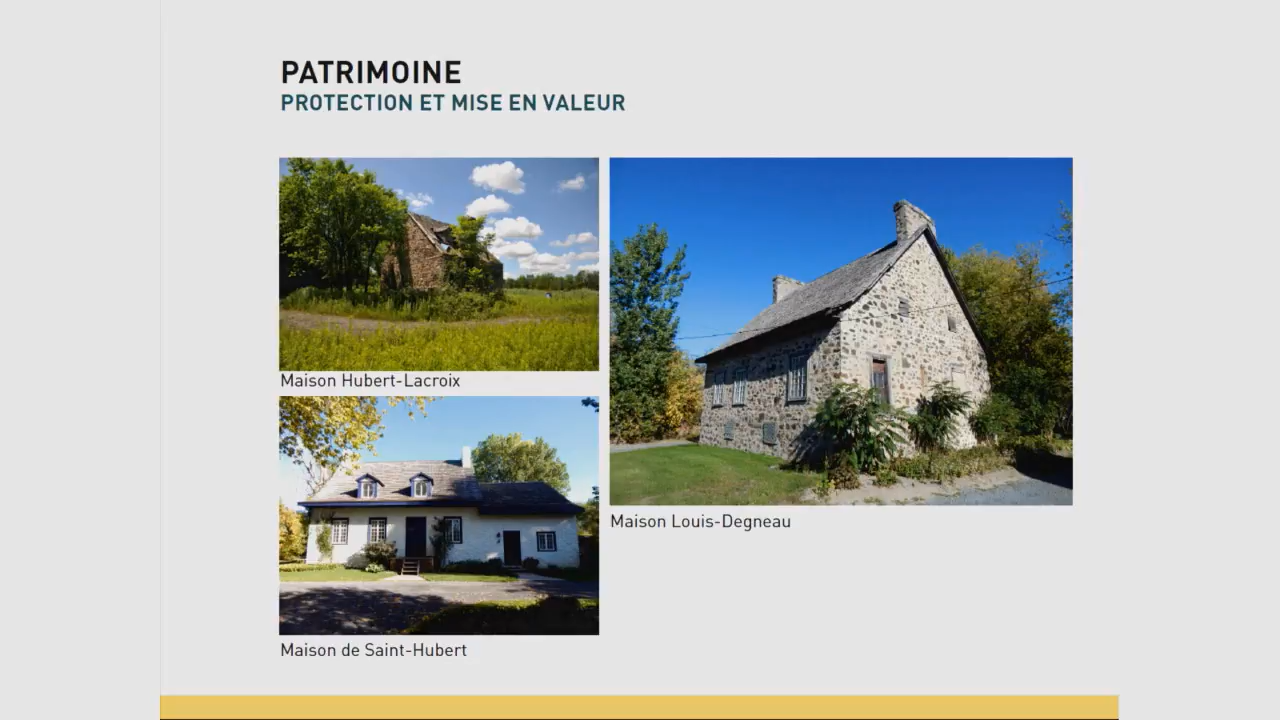 PATRIMOINE
PROTECTION ET MISE EN VALEUR
Maison Hubert-Lacroix
Maison Louis-Degneau
Maison de Saint-Hubert